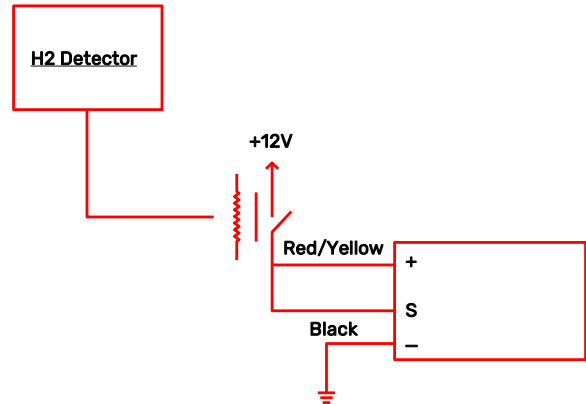 H2 Detector
+12V
Red/Yellow
+
S
Black
–